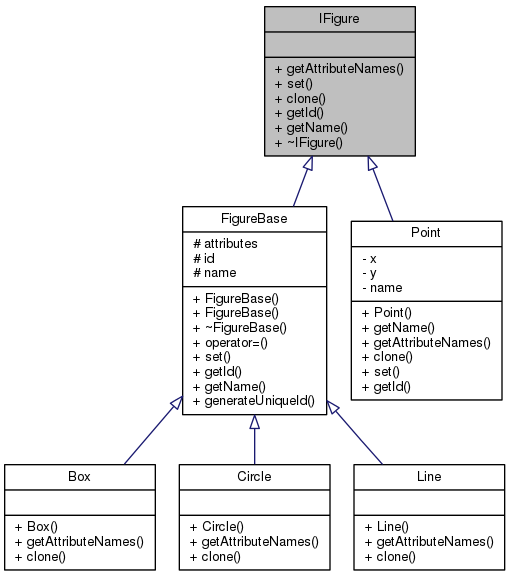 IFigure
+ getAttributeNames()
+ set()
+ clone()
+ getId()
+ getName()
+ ~IFigure()
FigureBase
# attributes
# id
# name
+ FigureBase()
+ FigureBase()
+ ~FigureBase()
+ operator=()
+ set()
+ getId()
+ getName()
+ generateUniqueId()
Point
- x
- y
- name
+ Point()
+ getName()
+ getAttributeNames()
+ clone()
+ set()
+ getId()
Box
+ Box()
+ getAttributeNames()
+ clone()
Circle
+ Circle()
+ getAttributeNames()
+ clone()
Line
+ Line()
+ getAttributeNames()
+ clone()